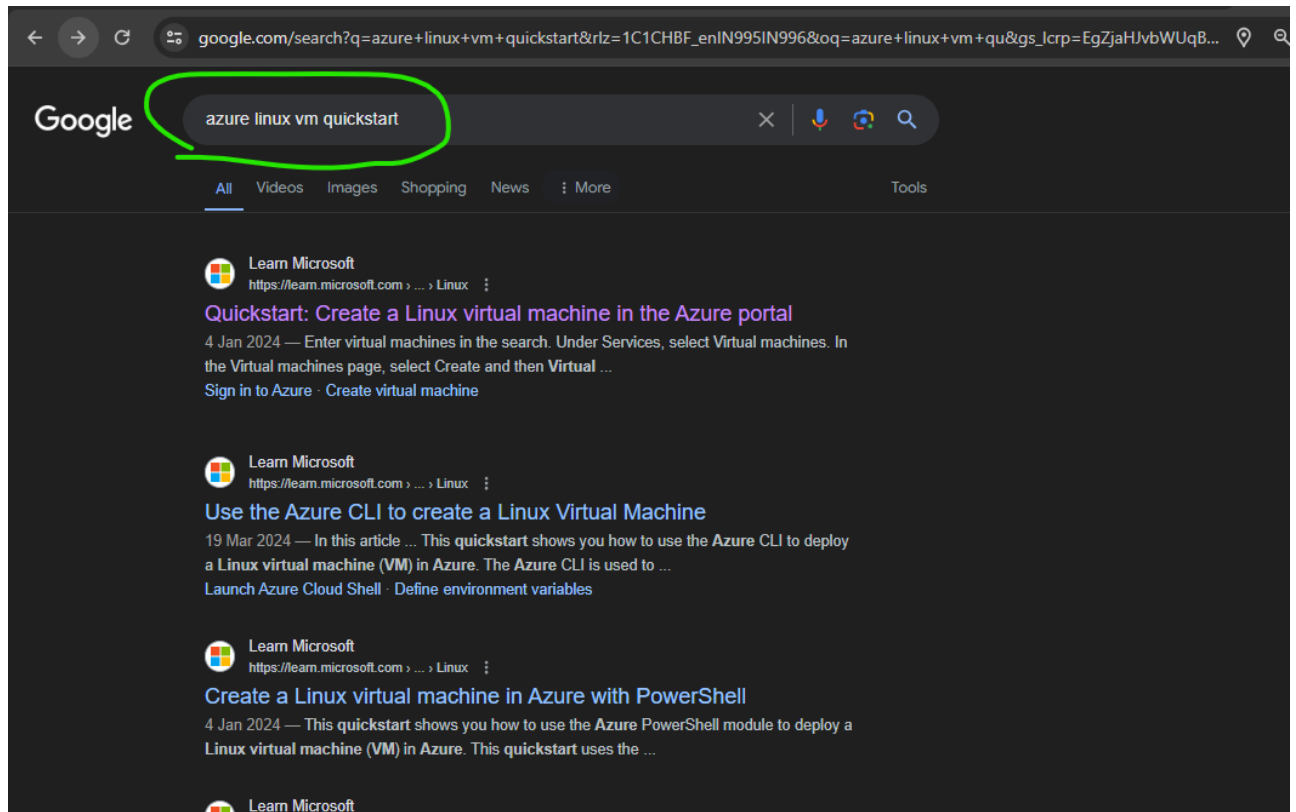 google.com/search?q=azure+linux+vm+quickstart&rlz=1C1CHBF_enIN995IN996&oq=azure+linux+vm+qu&gs_lcrp=EgZjaHJvbWUqB...
Google
azure linux vm quickstart
All Videos Images Shopping News ⋮ More Tools
Learn Microsoft
https://learn.microsoft.com › ... › Linux ⋮
Quickstart: Create a Linux virtual machine in the Azure portal
4 Jan 2024 — Enter virtual machines in the search. Under Services, select Virtual machines. In
the Virtual machines page, select Create and then Virtual ...
Sign in to Azure · Create virtual machine
Learn Microsoft
https://learn.microsoft.com › ... › Linux ⋮
Use the Azure CLI to create a Linux Virtual Machine
19 Mar 2024 — In this article ... This quickstart shows you how to use the Azure CLI to deploy
a Linux virtual machine (VM) in Azure. The Azure CLI is used to ...
Launch Azure Cloud Shell · Define environment variables
Learn Microsoft
https://learn.microsoft.com › ... › Linux ⋮
Create a Linux virtual machine in Azure with PowerShell
4 Jan 2024 — This quickstart shows you how to use the Azure PowerShell module to deploy a
Linux virtual machine (VM) in Azure. This quickstart uses the ...
Learn Microsoft